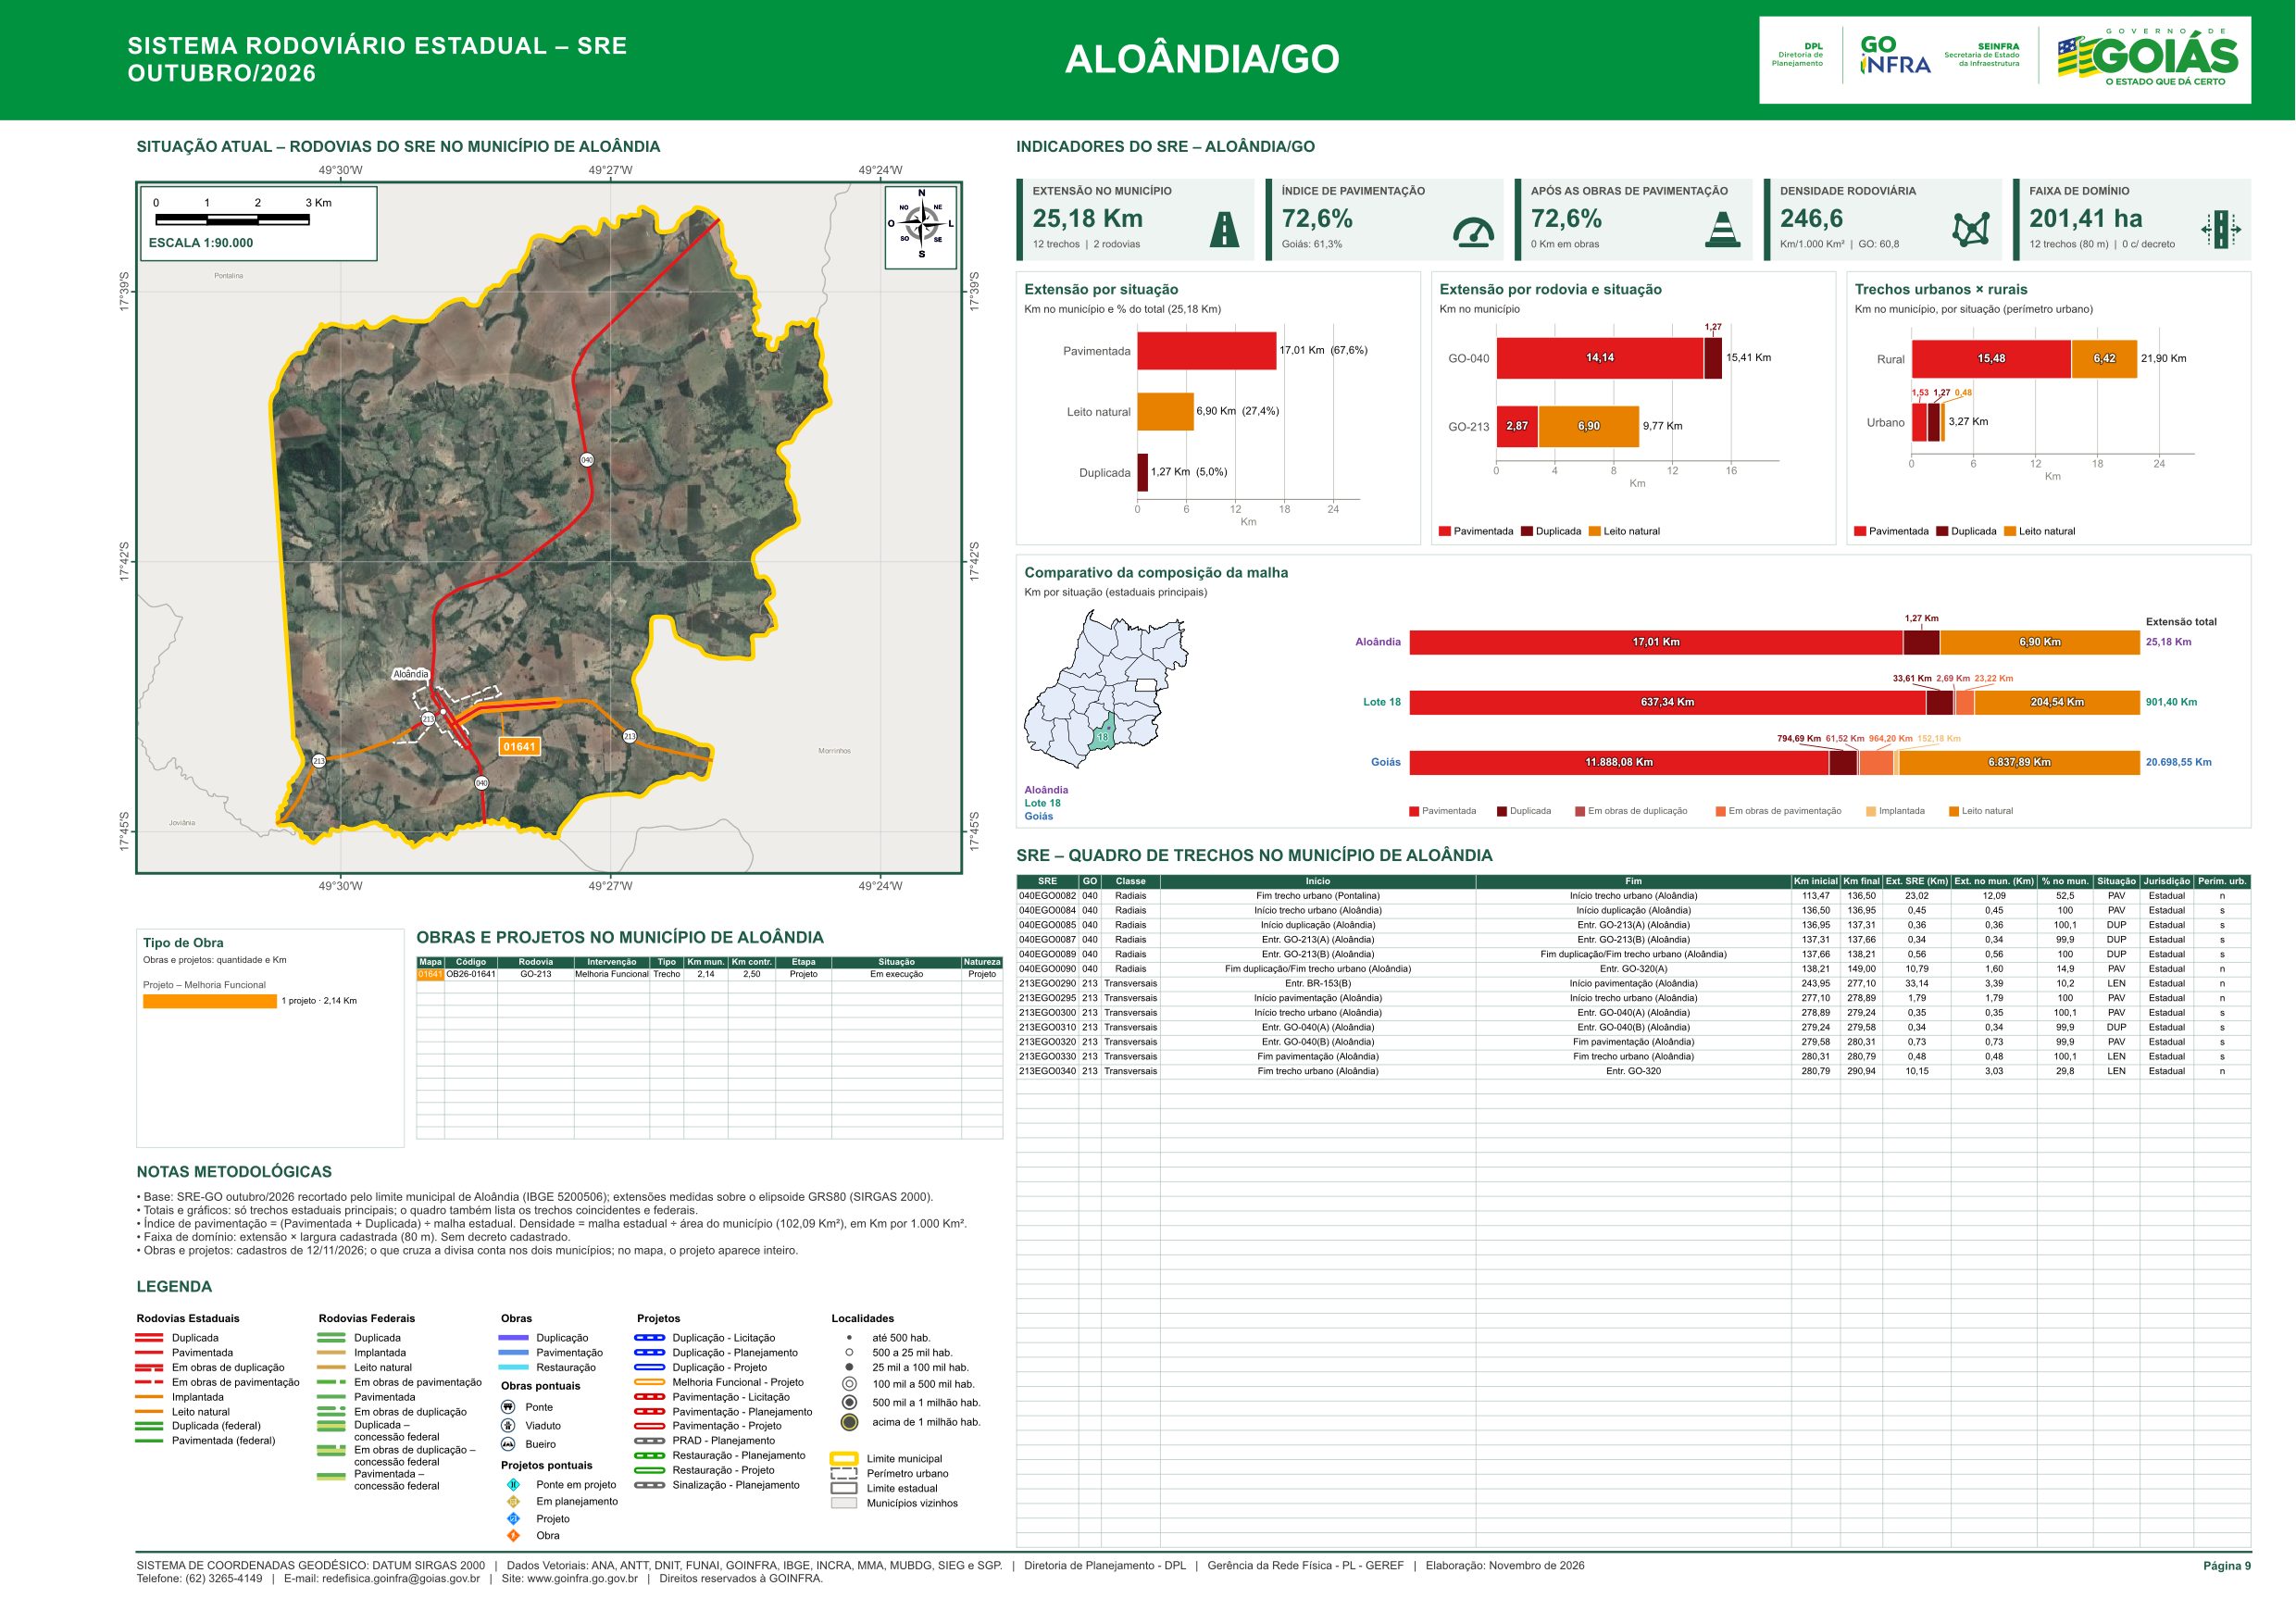 SISTEMA RODOVIÁRIO ESTADUAL – SRE
OUTUBRO/2026
ALOÂNDIA/GO
DPL
Diretoria de
Planejamento
GO
INFRA
SEINFRA
Secretaria de Estado
da Infraestrutura
GOVERNO DE
GOIÁS
O ESTADO QUE DÁ CERTO
SITUAÇÃO ATUAL – RODOVIAS DO SRE NO MUNICÍPIO DE ALOÂNDIA
49°30'W 49°27'W 49°24'W
0 1 2 3 Km
ESCALA 1:90.000
N
NO NE
O L
SO SE
S
Pontalina
17°39'S 17°39'S
040
17°42'S 17°42'S
Aloândia
213
01641
213
213
Morrinhos
040
Joviânia
17°45'S 17°45'S
49°30'W 49°27'W 49°24'W
INDICADORES DO SRE – ALOÂNDIA/GO
EXTENSÃO NO MUNICÍPIO
25,18 Km
12 trechos | 2 rodovias
ÍNDICE DE PAVIMENTAÇÃO
72,6%
Goiás: 61,3%
APÓS AS OBRAS DE PAVIMENTAÇÃO
72,6%
0 Km em obras
DENSIDADE RODOVIÁRIA
246,6
Km/1.000 Km² | GO: 60,8
FAIXA DE DOMÍNIO
201,41 ha
12 trechos (80 m) | 0 c/ decreto
Extensão por situação
Km no município e % do total (25,18 Km)
Pavimentada 17,01 Km (67,6%)
Leito natural 6,90 Km (27,4%)
Duplicada 1,27 Km (5,0%)
0 6 12 18 24
Km
Extensão por rodovia e situação
Km no município
1,27
GO-040 14,14 15,41 Km
GO-213 2,87 6,90 9,77 Km
0 4 8 12 16
Km
Pavimentada Duplicada Leito natural
Trechos urbanos × rurais
Km no município, por situação (perímetro urbano)
Rural 15,48 6,42 21,90 Km
1,53 1,27 0,48
Urbano 3,27 Km
0 6 12 18 24
Km
Pavimentada Duplicada Leito natural
Comparativo da composição da malha
Km por situação (estaduais principais)
18
Aloândia
Lote 18
Goiás
1,27 Km Extensão total
Aloândia 17,01 Km 6,90 Km 25,18 Km
33,61 Km 2,69 Km 23,22 Km
Lote 18 637,34 Km 204,54 Km 901,40 Km
794,69 Km 61,52 Km 964,20 Km 152,18 Km
Goiás 11.888,08 Km 6.837,89 Km 20.698,55 Km
Pavimentada Duplicada Em obras de duplicação Em obras de pavimentação Implantada Leito natural
SRE – QUADRO DE TRECHOS NO MUNICÍPIO DE ALOÂNDIA
SRE GO Classe Início Fim Km inicial Km final Ext. SRE (Km) Ext. no mun. (Km) % no mun. Situação Jurisdição Perím. urb.
040EGO0082 040 Radiais Fim trecho urbano (Pontalina) Início trecho urbano (Aloândia) 113,47 136,50 23,02 12,09 52,5 PAV Estadual n
040EGO0084 040 Radiais Início trecho urbano (Aloândia) Início duplicação (Aloândia) 136,50 136,95 0,45 0,45 100 PAV Estadual s
040EGO0085 040 Radiais Início duplicação (Aloândia) Entr. GO-213(A) (Aloândia) 136,95 137,31 0,36 0,36 100,1 DUP Estadual s
040EGO0087 040 Radiais Entr. GO-213(A) (Aloândia) Entr. GO-213(B) (Aloândia) 137,31 137,66 0,34 0,34 99,9 DUP Estadual s
040EGO0089 040 Radiais Entr. GO-213(B) (Aloândia) Fim duplicação/Fim trecho urbano (Aloândia) 137,66 138,21 0,56 0,56 100 DUP Estadual s
040EGO0090 040 Radiais Fim duplicação/Fim trecho urbano (Aloândia) Entr. GO-320(A) 138,21 149,00 10,79 1,60 14,9 PAV Estadual n
213EGO0290 213 Transversais Entr. BR-153(B) Início pavimentação (Aloândia) 243,95 277,10 33,14 3,39 10,2 LEN Estadual n
213EGO0295 213 Transversais Início pavimentação (Aloândia) Início trecho urbano (Aloândia) 277,10 278,89 1,79 1,79 100 PAV Estadual n
213EGO0300 213 Transversais Início trecho urbano (Aloândia) Entr. GO-040(A) (Aloândia) 278,89 279,24 0,35 0,35 100,1 PAV Estadual s
213EGO0310 213 Transversais Entr. GO-040(A) (Aloândia) Entr. GO-040(B) (Aloândia) 279,24 279,58 0,34 0,34 99,9 DUP Estadual s
213EGO0320 213 Transversais Entr. GO-040(B) (Aloândia) Fim pavimentação (Aloândia) 279,58 280,31 0,73 0,73 99,9 PAV Estadual s
213EGO0330 213 Transversais Fim pavimentação (Aloândia) Fim trecho urbano (Aloândia) 280,31 280,79 0,48 0,48 100,1 LEN Estadual s
213EGO0340 213 Transversais Fim trecho urbano (Aloândia) Entr. GO-320 280,79 290,94 10,15 3,03 29,8 LEN Estadual n
Tipo de Obra
Obras e projetos: quantidade e Km
Projeto – Melhoria Funcional
1 projeto · 2,14 Km
OBRAS E PROJETOS NO MUNICÍPIO DE ALOÂNDIA
Mapa Código Rodovia Intervenção Tipo Km mun. Km contr. Etapa Situação Natureza
01641 OB26-01641 GO-213 Melhoria Funcional Trecho 2,14 2,50 Projeto Em execução Projeto
NOTAS METODOLÓGICAS
• Base: SRE-GO outubro/2026 recortado pelo limite municipal de Aloândia (IBGE 5200506); extensões medidas sobre o elipsoide GRS80 (SIRGAS 2000).
• Totais e gráficos: só trechos estaduais principais; o quadro também lista os trechos coincidentes e federais.
• Índice de pavimentação = (Pavimentada + Duplicada) ÷ malha estadual. Densidade = malha estadual ÷ área do município (102,09 Km²), em Km por 1.000 Km².
• Faixa de domínio: extensão × largura cadastrada (80 m). Sem decreto cadastrado.
• Obras e projetos: cadastros de 12/11/2026; o que cruza a divisa conta nos dois municípios; no mapa, o projeto aparece inteiro.
LEGENDA
Rodovias Estaduais
Duplicada
Pavimentada
Em obras de duplicação
Em obras de pavimentação
Implantada
Leito natural
Duplicada (federal)
Pavimentada (federal)
Rodovias Federais
Duplicada
Implantada
Leito natural
Em obras de pavimentação
Pavimentada
Em obras de duplicação
Duplicada –
concessão federal
Em obras de duplicação –
concessão federal
Pavimentada –
concessão federal
Obras
Duplicação
Pavimentação
Restauração
Obras pontuais
Ponte
Viaduto
Bueiro
Projetos pontuais
Ponte em projeto
Em planejamento
Projeto
Obra
Projetos
Duplicação - Licitação
Duplicação - Planejamento
Duplicação - Projeto
Melhoria Funcional - Projeto
Pavimentação - Licitação
Pavimentação - Planejamento
Pavimentação - Projeto
PRAD - Planejamento
Restauração - Planejamento
Restauração - Projeto
Sinalização - Planejamento
Localidades
até 500 hab.
500 a 25 mil hab.
25 mil a 100 mil hab.
100 mil a 500 mil hab.
500 mil a 1 milhão hab.
acima de 1 milhão hab.
Limite municipal
Perímetro urbano
Limite estadual
Municípios vizinhos
SISTEMA DE COORDENADAS GEODÉSICO: DATUM SIRGAS 2000 | Dados Vetoriais: ANA, ANTT, DNIT, FUNAI, GOINFRA, IBGE, INCRA, MMA, MUBDG, SIEG e SGP. | Diretoria de Planejamento - DPL | Gerência da Rede Física - PL - GEREF | Elaboração: Novembro de 2026
Página 9
Telefone: (62) 3265-4149 | E-mail: redefisica.goinfra@goias.gov.br | Site: www.goinfra.go.gov.br | Direitos reservados à GOINFRA.